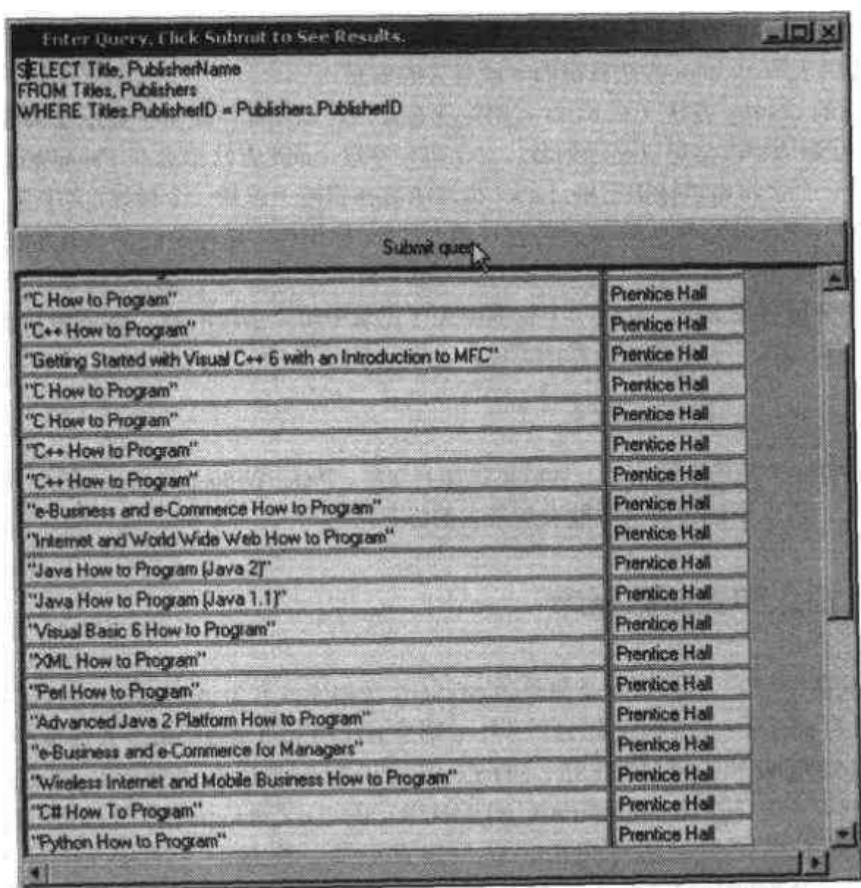 Enter Query, Click Submit to See Results.
SELECT Title, PublisherName
FROM Titles, Publishers
WHERE Titles.PublisherID = Publishers.PublisherID
Submit query
"C How to Program" Prentice Hall
"C++ How to Program" Prentice Hall
"Getting Started with Visual C++ 6 with an Introduction to MFC" Prentice Hall
"C How to Program" Prentice Hall
"C How to Program" Prentice Hall
"C++ How to Program" Prentice Hall
"C++ How to Program" Prentice Hall
"e-Business and e-Commerce How to Program" Prentice Hall
"Internet and World Wide Web How to Program" Prentice Hall
"Java How to Program (Java 2)" Prentice Hall
"Java How to Program (Java 1.1)" Prentice Hall
"Visual Basic 6 How to Program" Prentice Hall
"XML How to Program" Prentice Hall
"Perl How to Program" Prentice Hall
"Advanced Java 2 Platform How to Program" Prentice Hall
"e-Business and e-Commerce for Managers" Prentice Hall
"Wireless Internet and Mobile Business How to Program" Prentice Hall
"C# How To Program" Prentice Hall
"Python How to Program" Prentice Hall